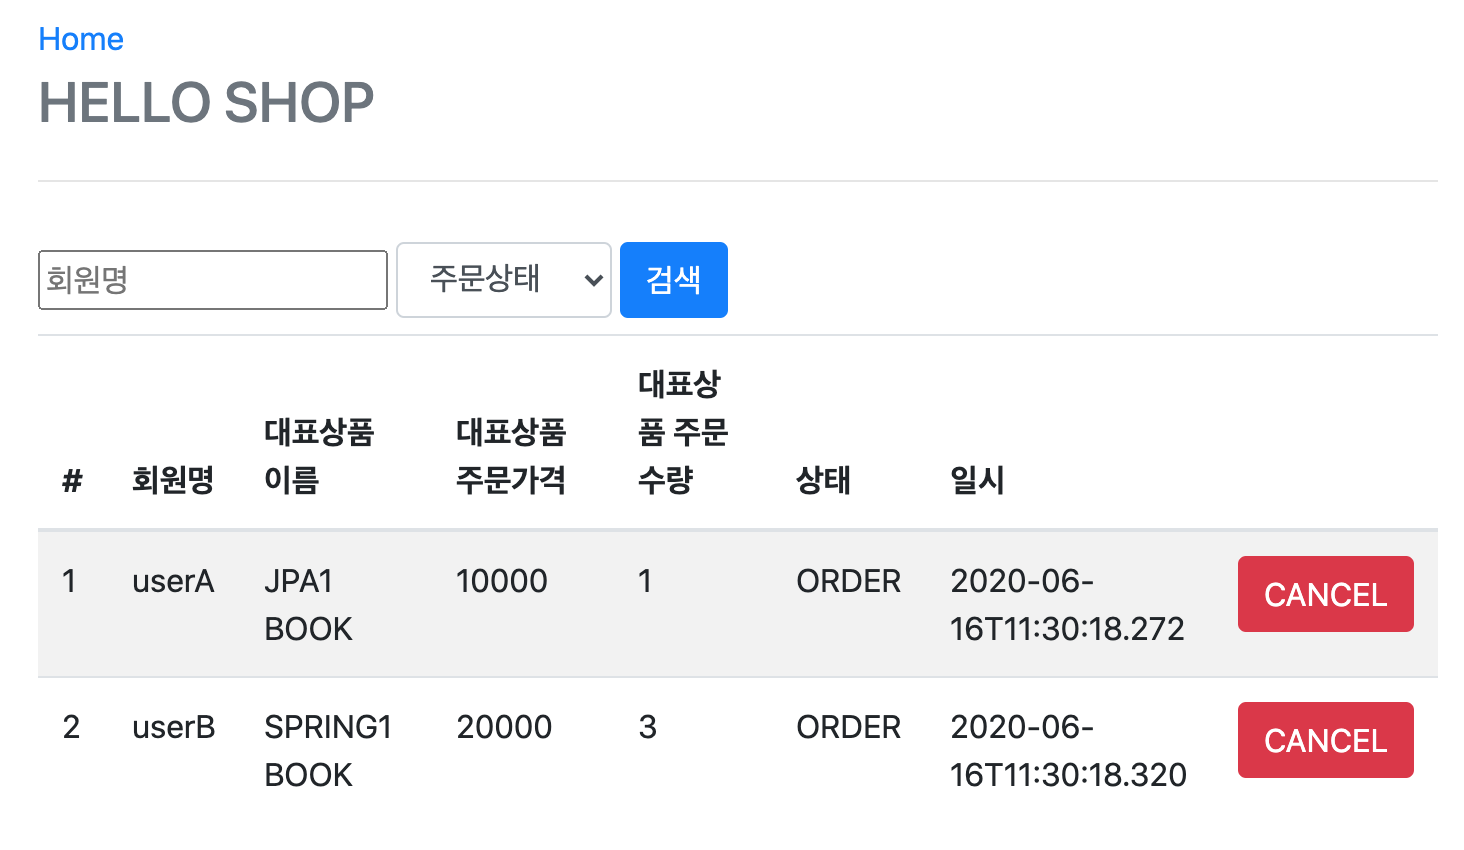 Home
HELLO SHOP
회원명 주문상태 검색
# 회원명 대표상품 이름 대표상품 주문가격 대표상품 주문수량 상태 일시
1 userA JPA1 BOOK 10000 1 ORDER 2020-06-16T11:30:18.272 CANCEL
2 userB SPRING1 BOOK 20000 3 ORDER 2020-06-16T11:30:18.320 CANCEL